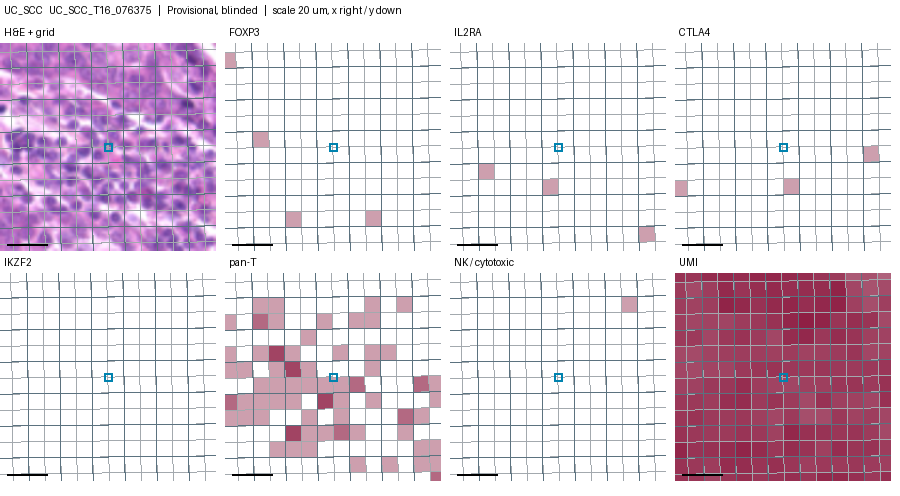 UC_SCC UC_SCC_T16_076375 | Provisional, blinded | scale 20 um, x right / y down
H&E + grid
FOXP3
IL2RA
CTLA4
IKZF2
pan-T
NK / cytotoxic
UMI